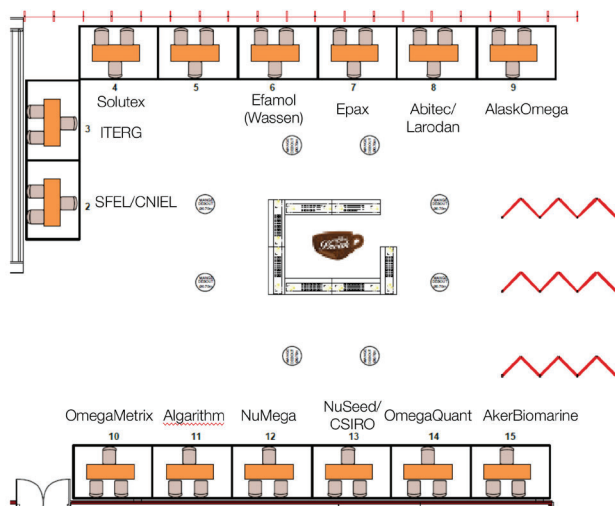 4
5
6
7
8
9
Solutex
Efamol
(Wassen)
Epax
Abitec/
Larodan
AlaskOmega
3
ITERG
2
SFEL/CNIEL
OmegaMetrix
Algarithm
NuMega
NuSeed/
CSIRO
OmegaQuant
AkerBiomarine
10
11
12
13
14
15